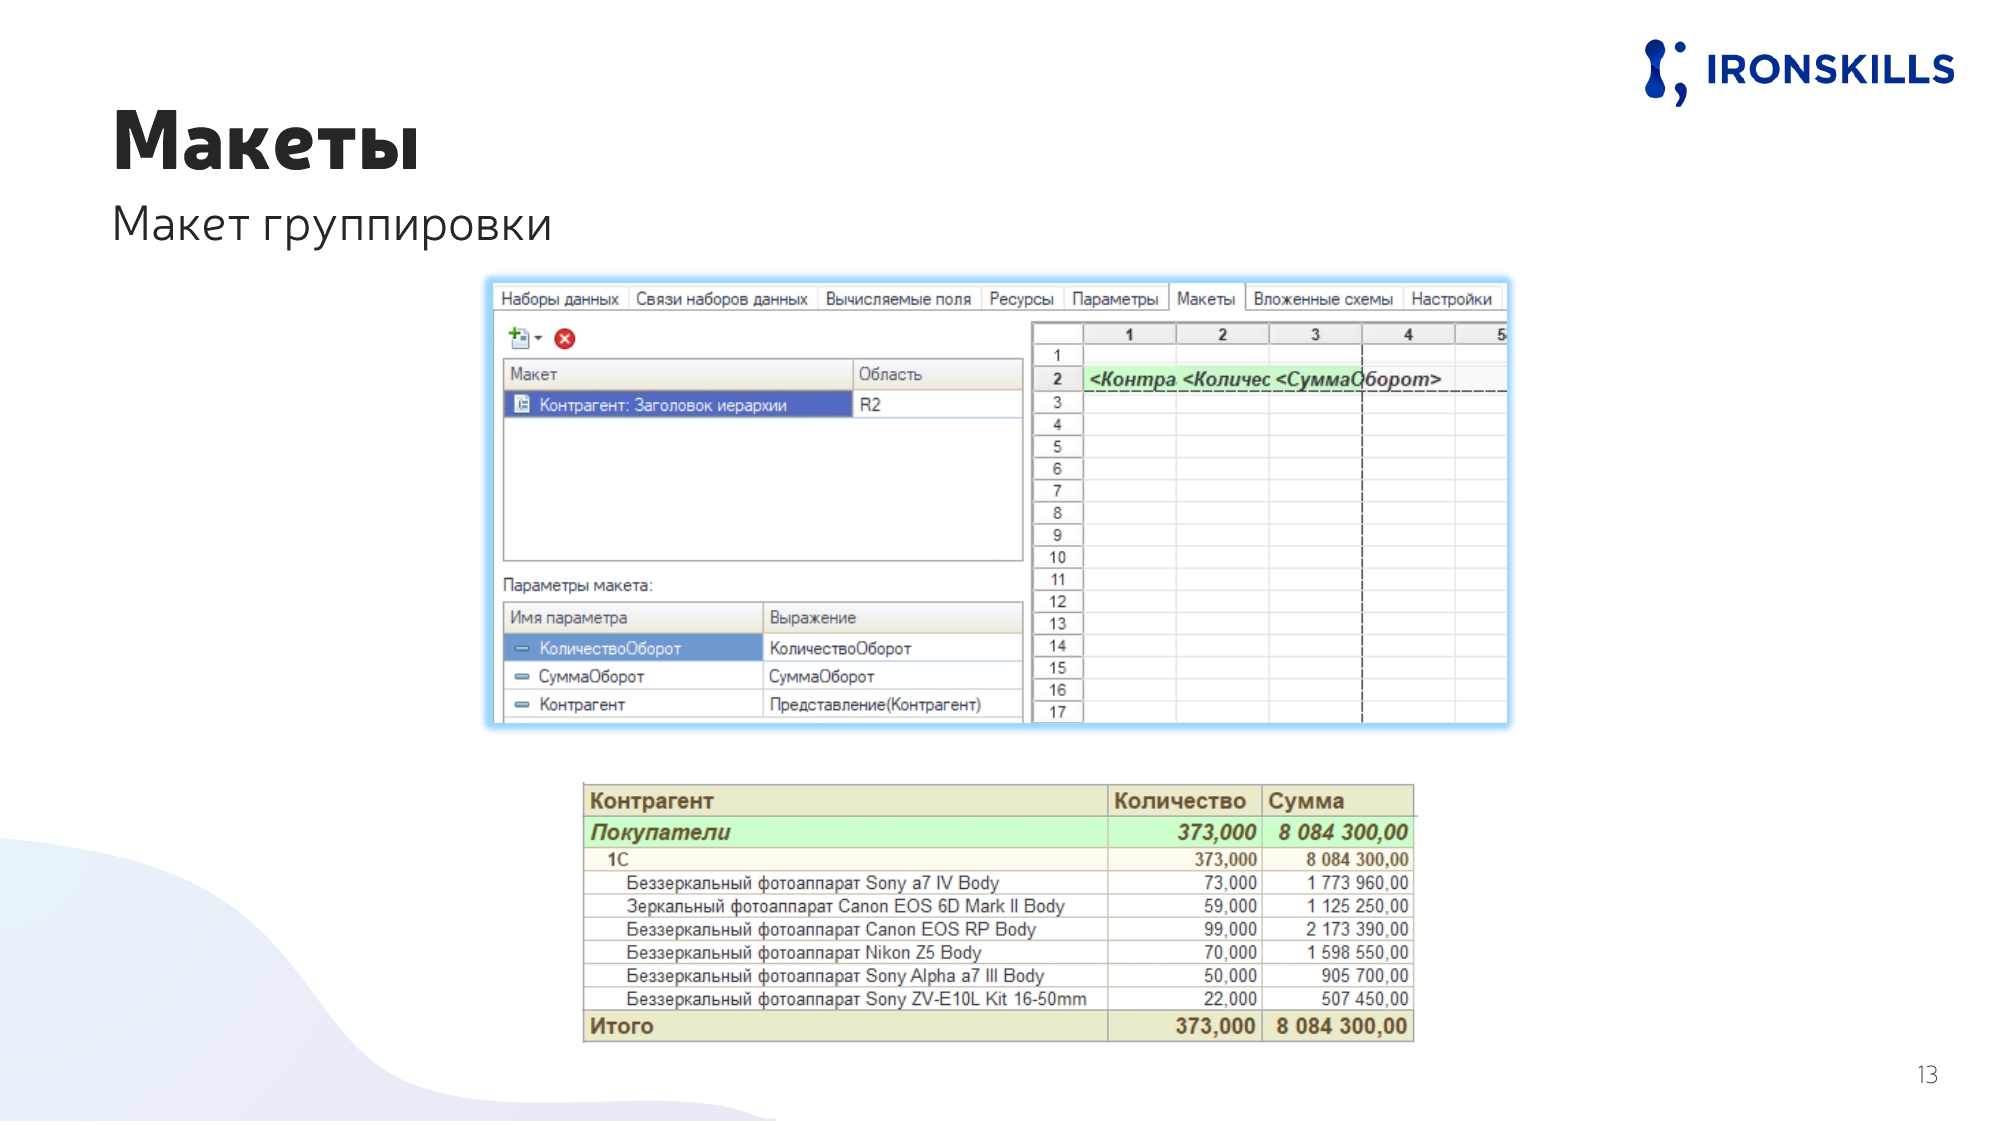 IRONSKILLS
Макеты
Макет группировки
Наборы данных Связи наборов данных Вычисляемые поля Ресурсы Параметры Макеты Вложенные схемы Настройки
1 2 3 4 5
Макет Область
Контрагент: Заголовок иерархии R2
1
2 <Контра <Количес <СуммаОборот>
3
4
5
6
7
8
9
10
11
12
13
14
15
16
17
Параметры макета:
Имя параметра Выражение
КоличествоОборот КоличествоОборот
СуммаОборот СуммаОборот
Контрагент Представление(Контрагент)
Контрагент Количество Сумма
Покупатели 373,000 8 084 300,00
1С 373,000 8 084 300,00
Беззеркальный фотоаппарат Sony a7 IV Body 73,000 1 773 960,00
Зеркальный фотоаппарат Canon EOS 6D Mark II Body 59,000 1 125 250,00
Беззеркальный фотоаппарат Canon EOS RP Body 99,000 2 173 390,00
Беззеркальный фотоаппарат Nikon Z5 Body 70,000 1 598 550,00
Беззеркальный фотоаппарат Sony Alpha a7 III Body 50,000 905 700,00
Беззеркальный фотоаппарат Sony ZV-E10L Kit 16-50mm 22,000 507 450,00
Итого 373,000 8 084 300,00
13